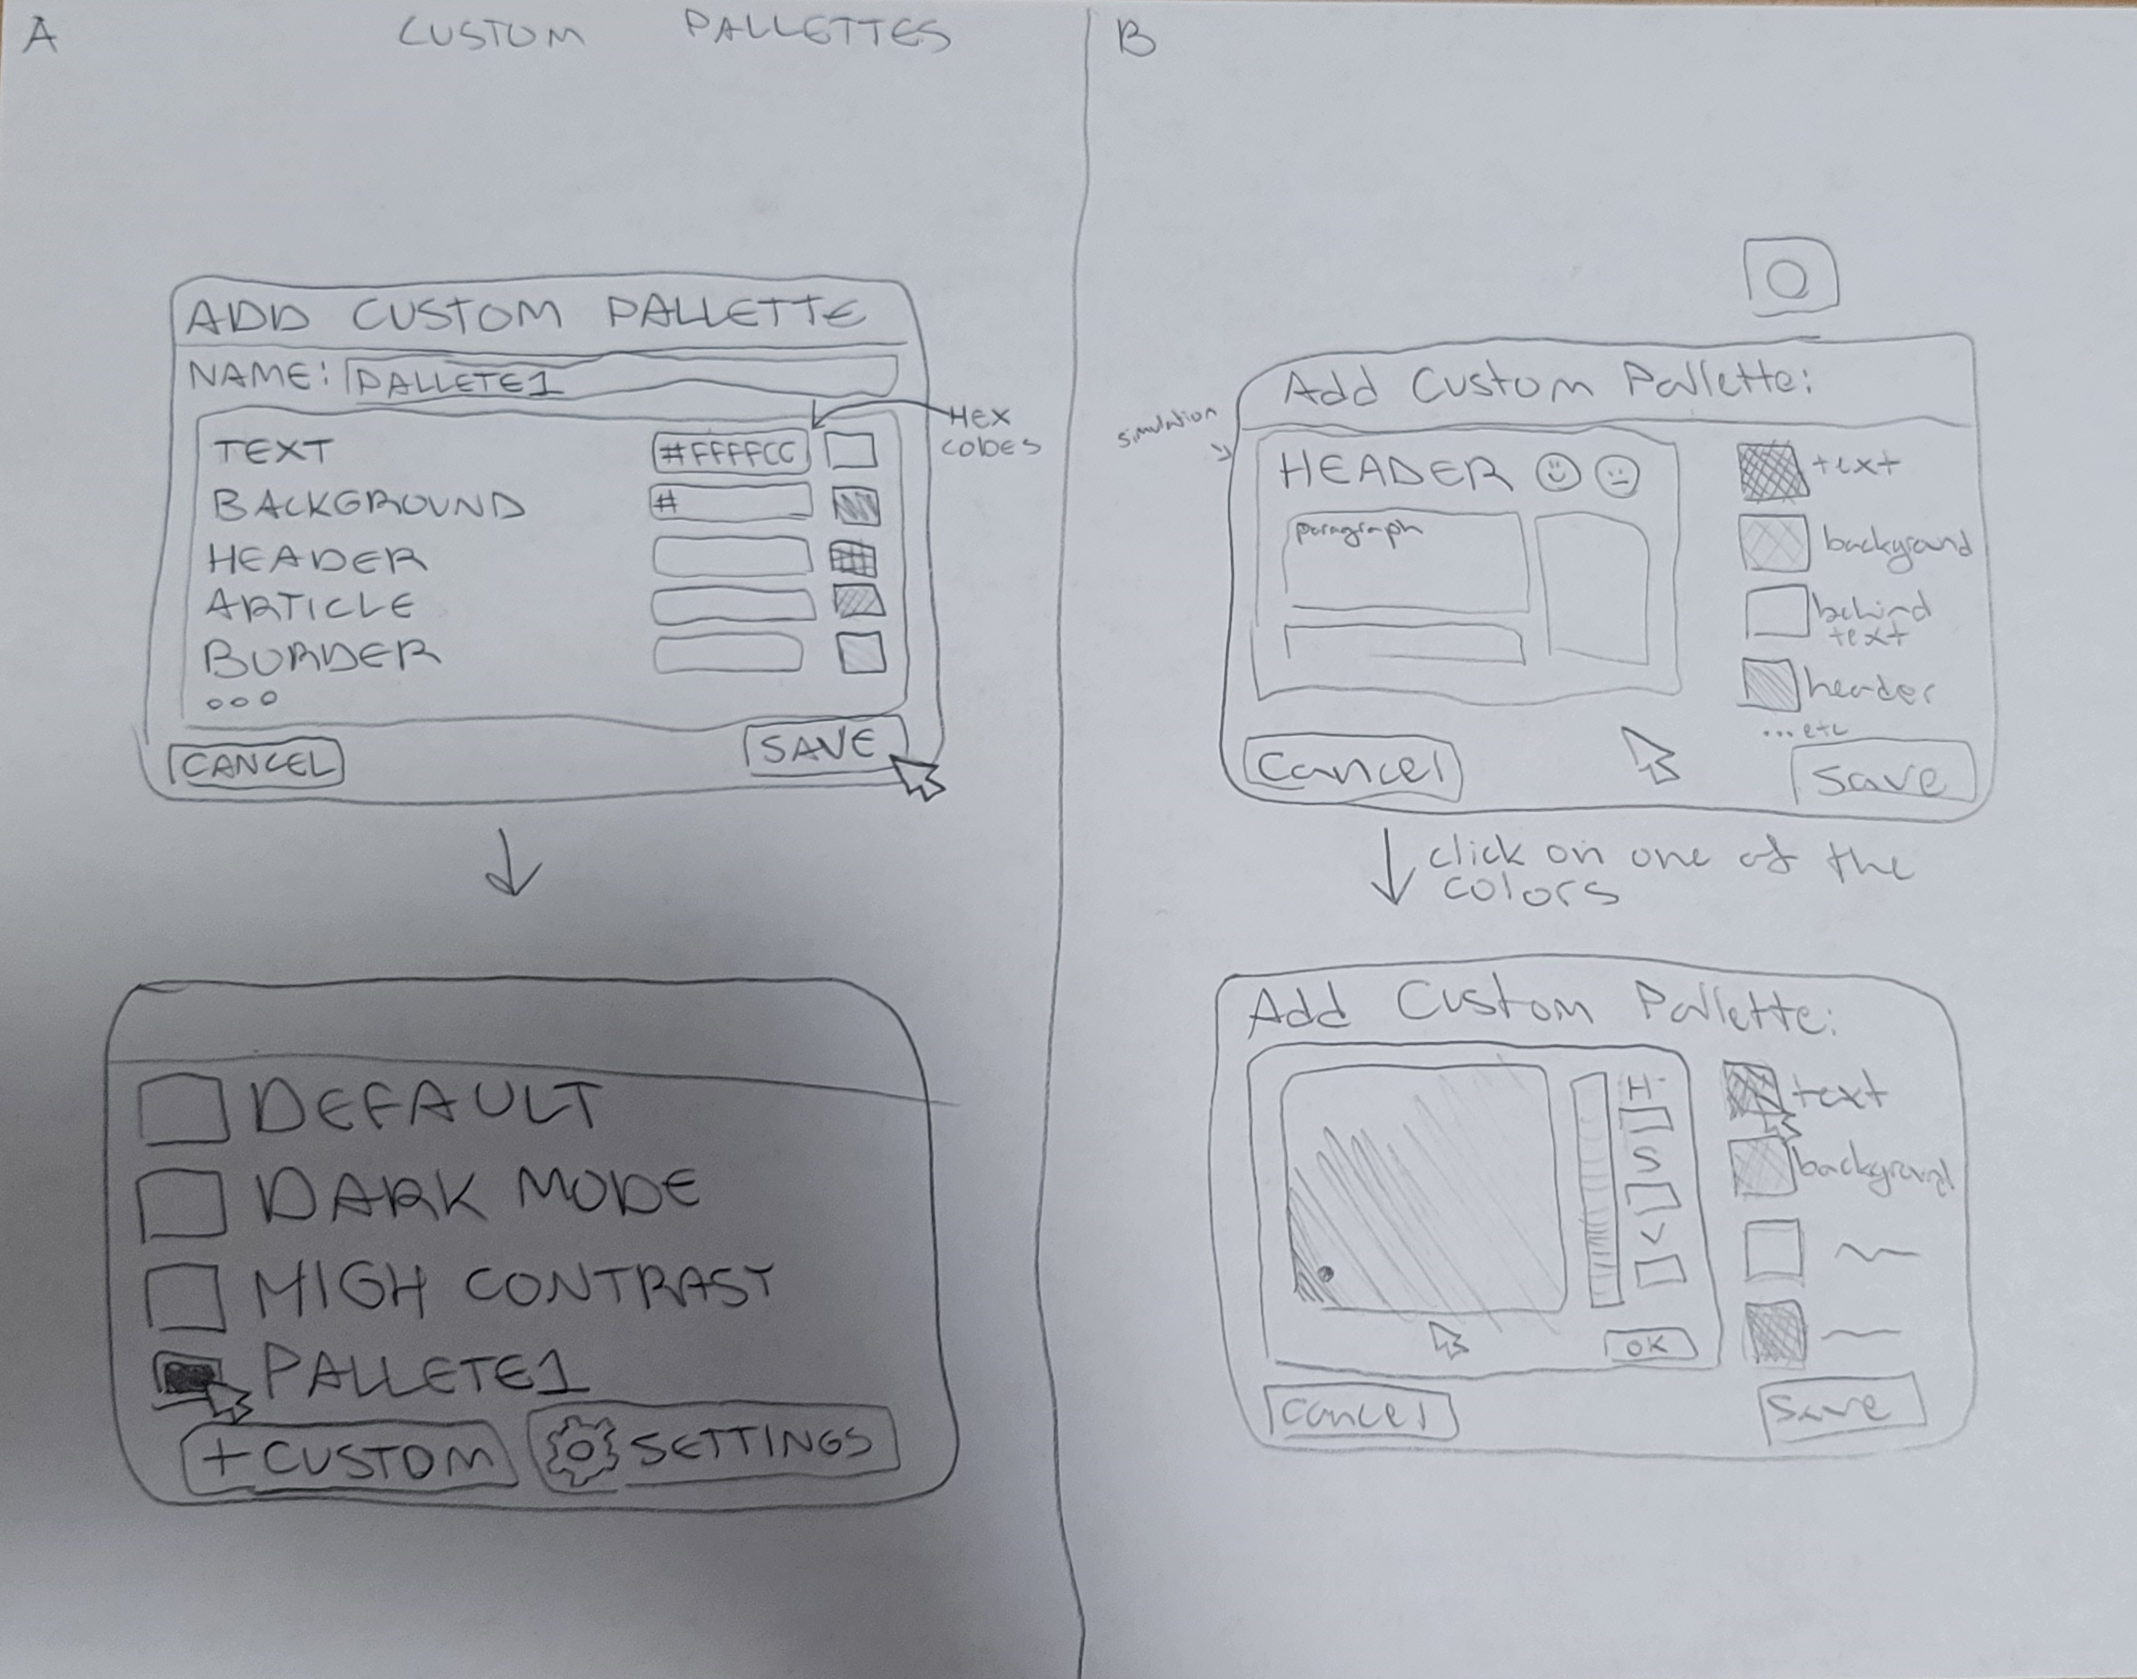 A
CUSTOM PALLETTES
ADD CUSTOM PALLETTE
NAME: PALLETE1
TEXT #FFFFCC
HEX
CODES
BACKGROUND #
HEADER
ARTICLE
BORDER
CANCEL SAVE
DEFAULT
DARK MODE
HIGH CONTRAST
PALLETE1
+CUSTOM SETTINGS
B
Add Custom Pallette:
simulation
HEADER
paragraph
text
background
behind
text
header
...etc
Cancel Save
click on one of the
colors
Add Custom Pallette:
H
S
V
OK
text
background
Cancel Save